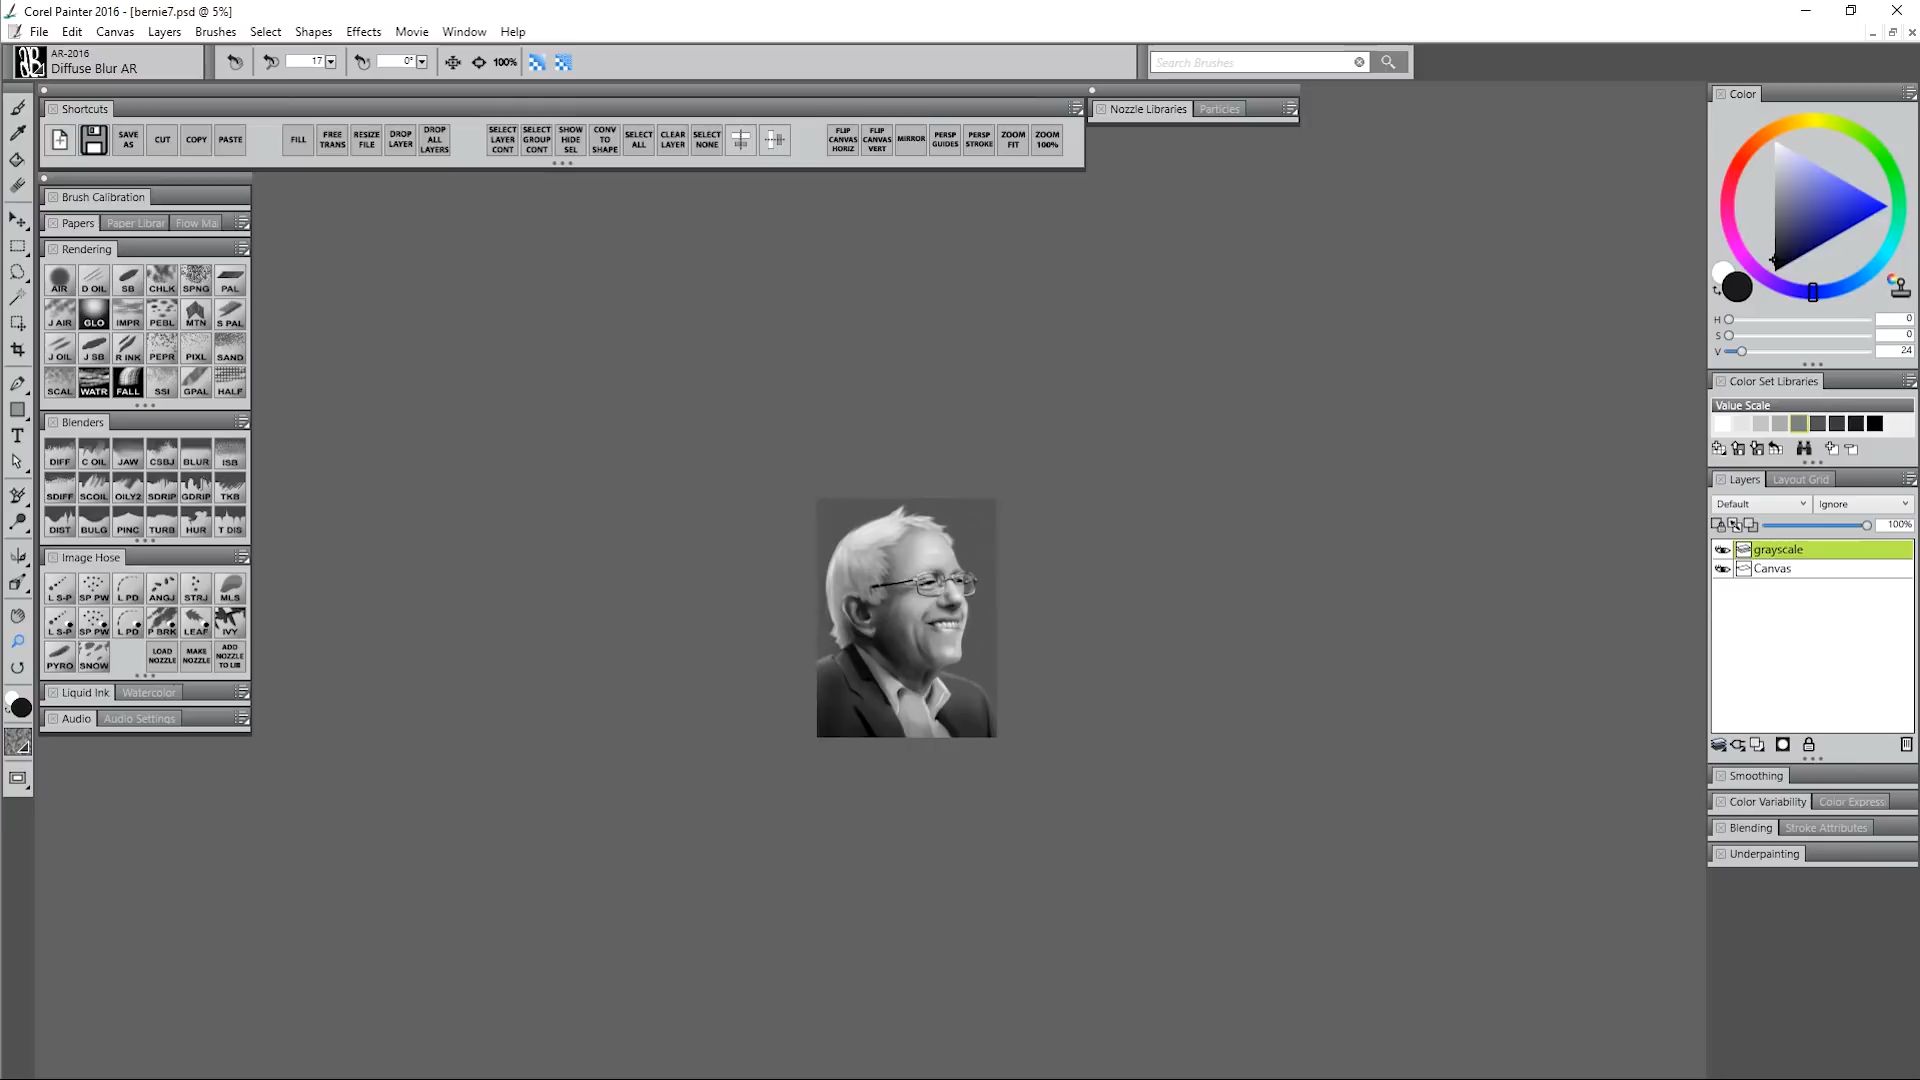 Corel Painter 2016 - [bernie7.psd @ 5%]
File Edit Canvas Layers Brushes Select Shapes Effects Movie Window Help
AR-2016
Diffuse Blur AR
17
0°
100%
Search Brushes
Shortcuts
SAVE AS
CUT
COPY
PASTE
FILL
FREE TRANS
RESIZE FILE
DROP LAYER
DROP ALL LAYERS
SELECT LAYER CONT
SELECT GROUP CONT
SHOW HIDE SEL
CONV TO SHAPE
SELECT ALL
CLEAR LAYER
SELECT NONE
FLIP CANVAS HORIZ
FLIP CANVAS VERT
MIRROR
PERSP GUIDES
PERSP STROKE
ZOOM FIT
ZOOM 100%
Nozzle Libraries Particles
Brush Calibration
Papers Paper Librar Flow Ma
Rendering
AIR D OIL SB CHLK SPNG PAL
J AIR GLO IMPR PEBL MTN S PAL
J OIL J SB R INK PEPR PIXL SAND
SCAL WATR FALL SSI GPAL HALF
Blenders
DIFF C OIL JAW CSBJ BLUR ISB
SDIFF SCOIL OILY2 SDRIP GDRIP TKB
DIST BULG PINC TURB HUR T DIS
Image Hose
L S-P SP PW L PD ANGJ STRJ MLS
L S-P SP PW L PD P BRK LEAF IVY
PYRO SNOW LOAD NOZZLE MAKE NOZZLE ADD NOZZLE TO LIB
Liquid Ink Watercolor
Audio Audio Settings
Color
H 0
S 0
V 24
Color Set Libraries
Value Scale
Layers Layout Grid
Default Ignore
100%
grayscale
Canvas
Smoothing
Color Variability Color Express
Blending Stroke Attributes
Underpainting